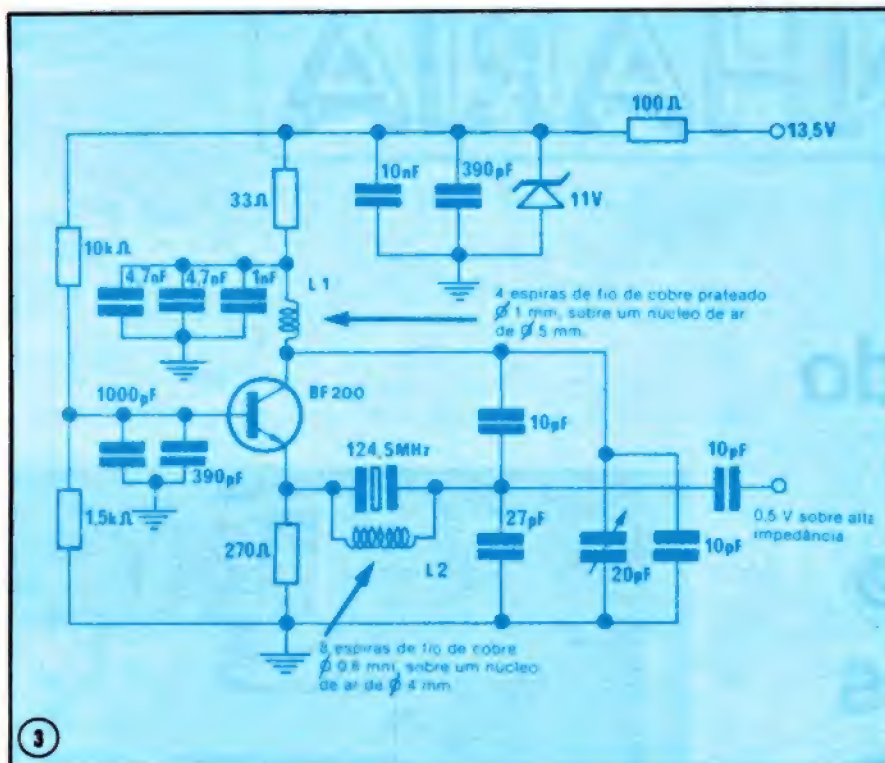 100Ω
13,5V
10nF
390pF
11V
33Ω
10kΩ
4,7nF
4,7nF
1nF
L1
4 espiras de fio de cobre prateado
Ø 1 mm, sobre um núcleo de ar
de Ø 5 mm.
1000pF
390pF
BF 200
10pF
124,5MHz
10pF
1,5kΩ
270Ω
L2
27pF
20pF
10pF
0,5 V sobre alta
impedância
8 espiras de fio de cobre
Ø 0,6 mm, sobre um núcleo
de ar de Ø 4 mm.
3